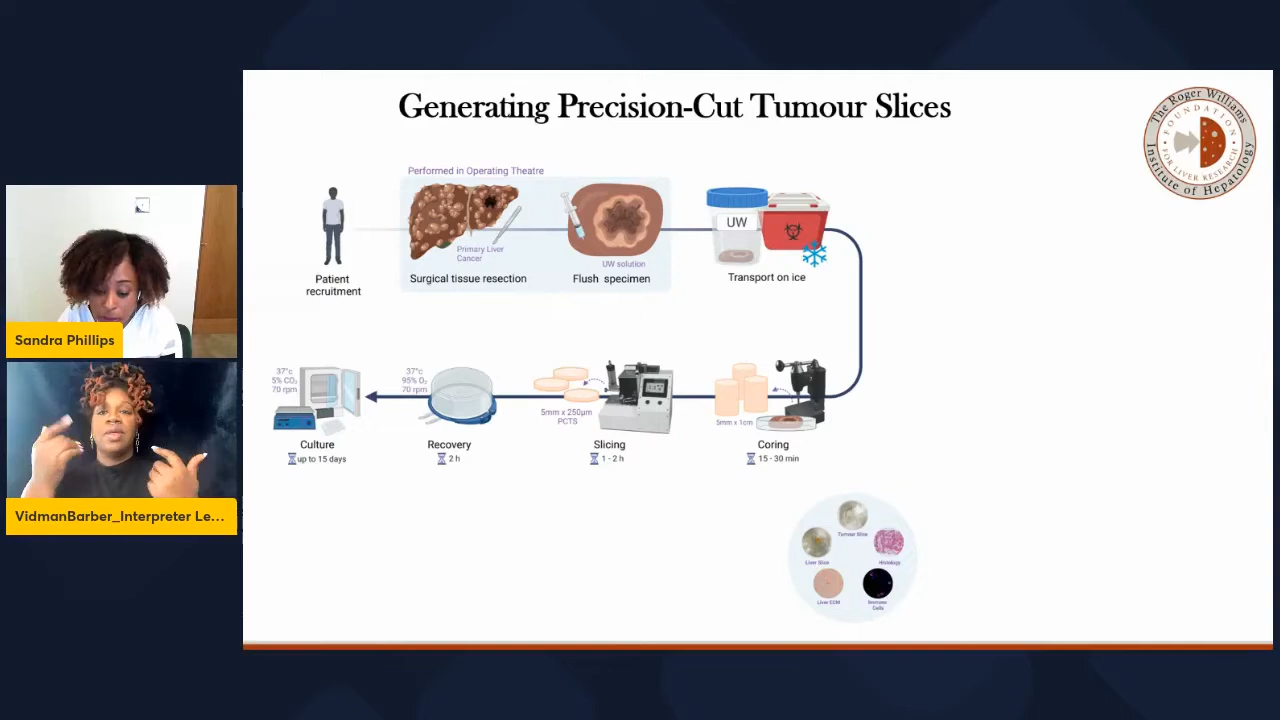 Generating Precision-Cut Tumour Slices
The Roger Williams
Institute of Hepatology
FOUNDATION
FOR LIVER RESEARCH
Performed in Operating Theatre
Primary Liver
Cancer
UW solution
UW
Patient
recruitment
Surgical tissue resection
Flush specimen
Transport on ice
37°c
5% CO₂
70 rpm
37°c
95% O₂
70 rpm
5mm x 250µm
PCTS
5mm x 1cm
Culture
up to 15 days
Recovery
2 h
Slicing
1 - 2 h
Coring
15 - 30 min
Tumour Slice
Liver Slice
Histology
Liver ECM
Immune
Cells
Sandra Phillips
VidmanBarber_Interpreter Le...